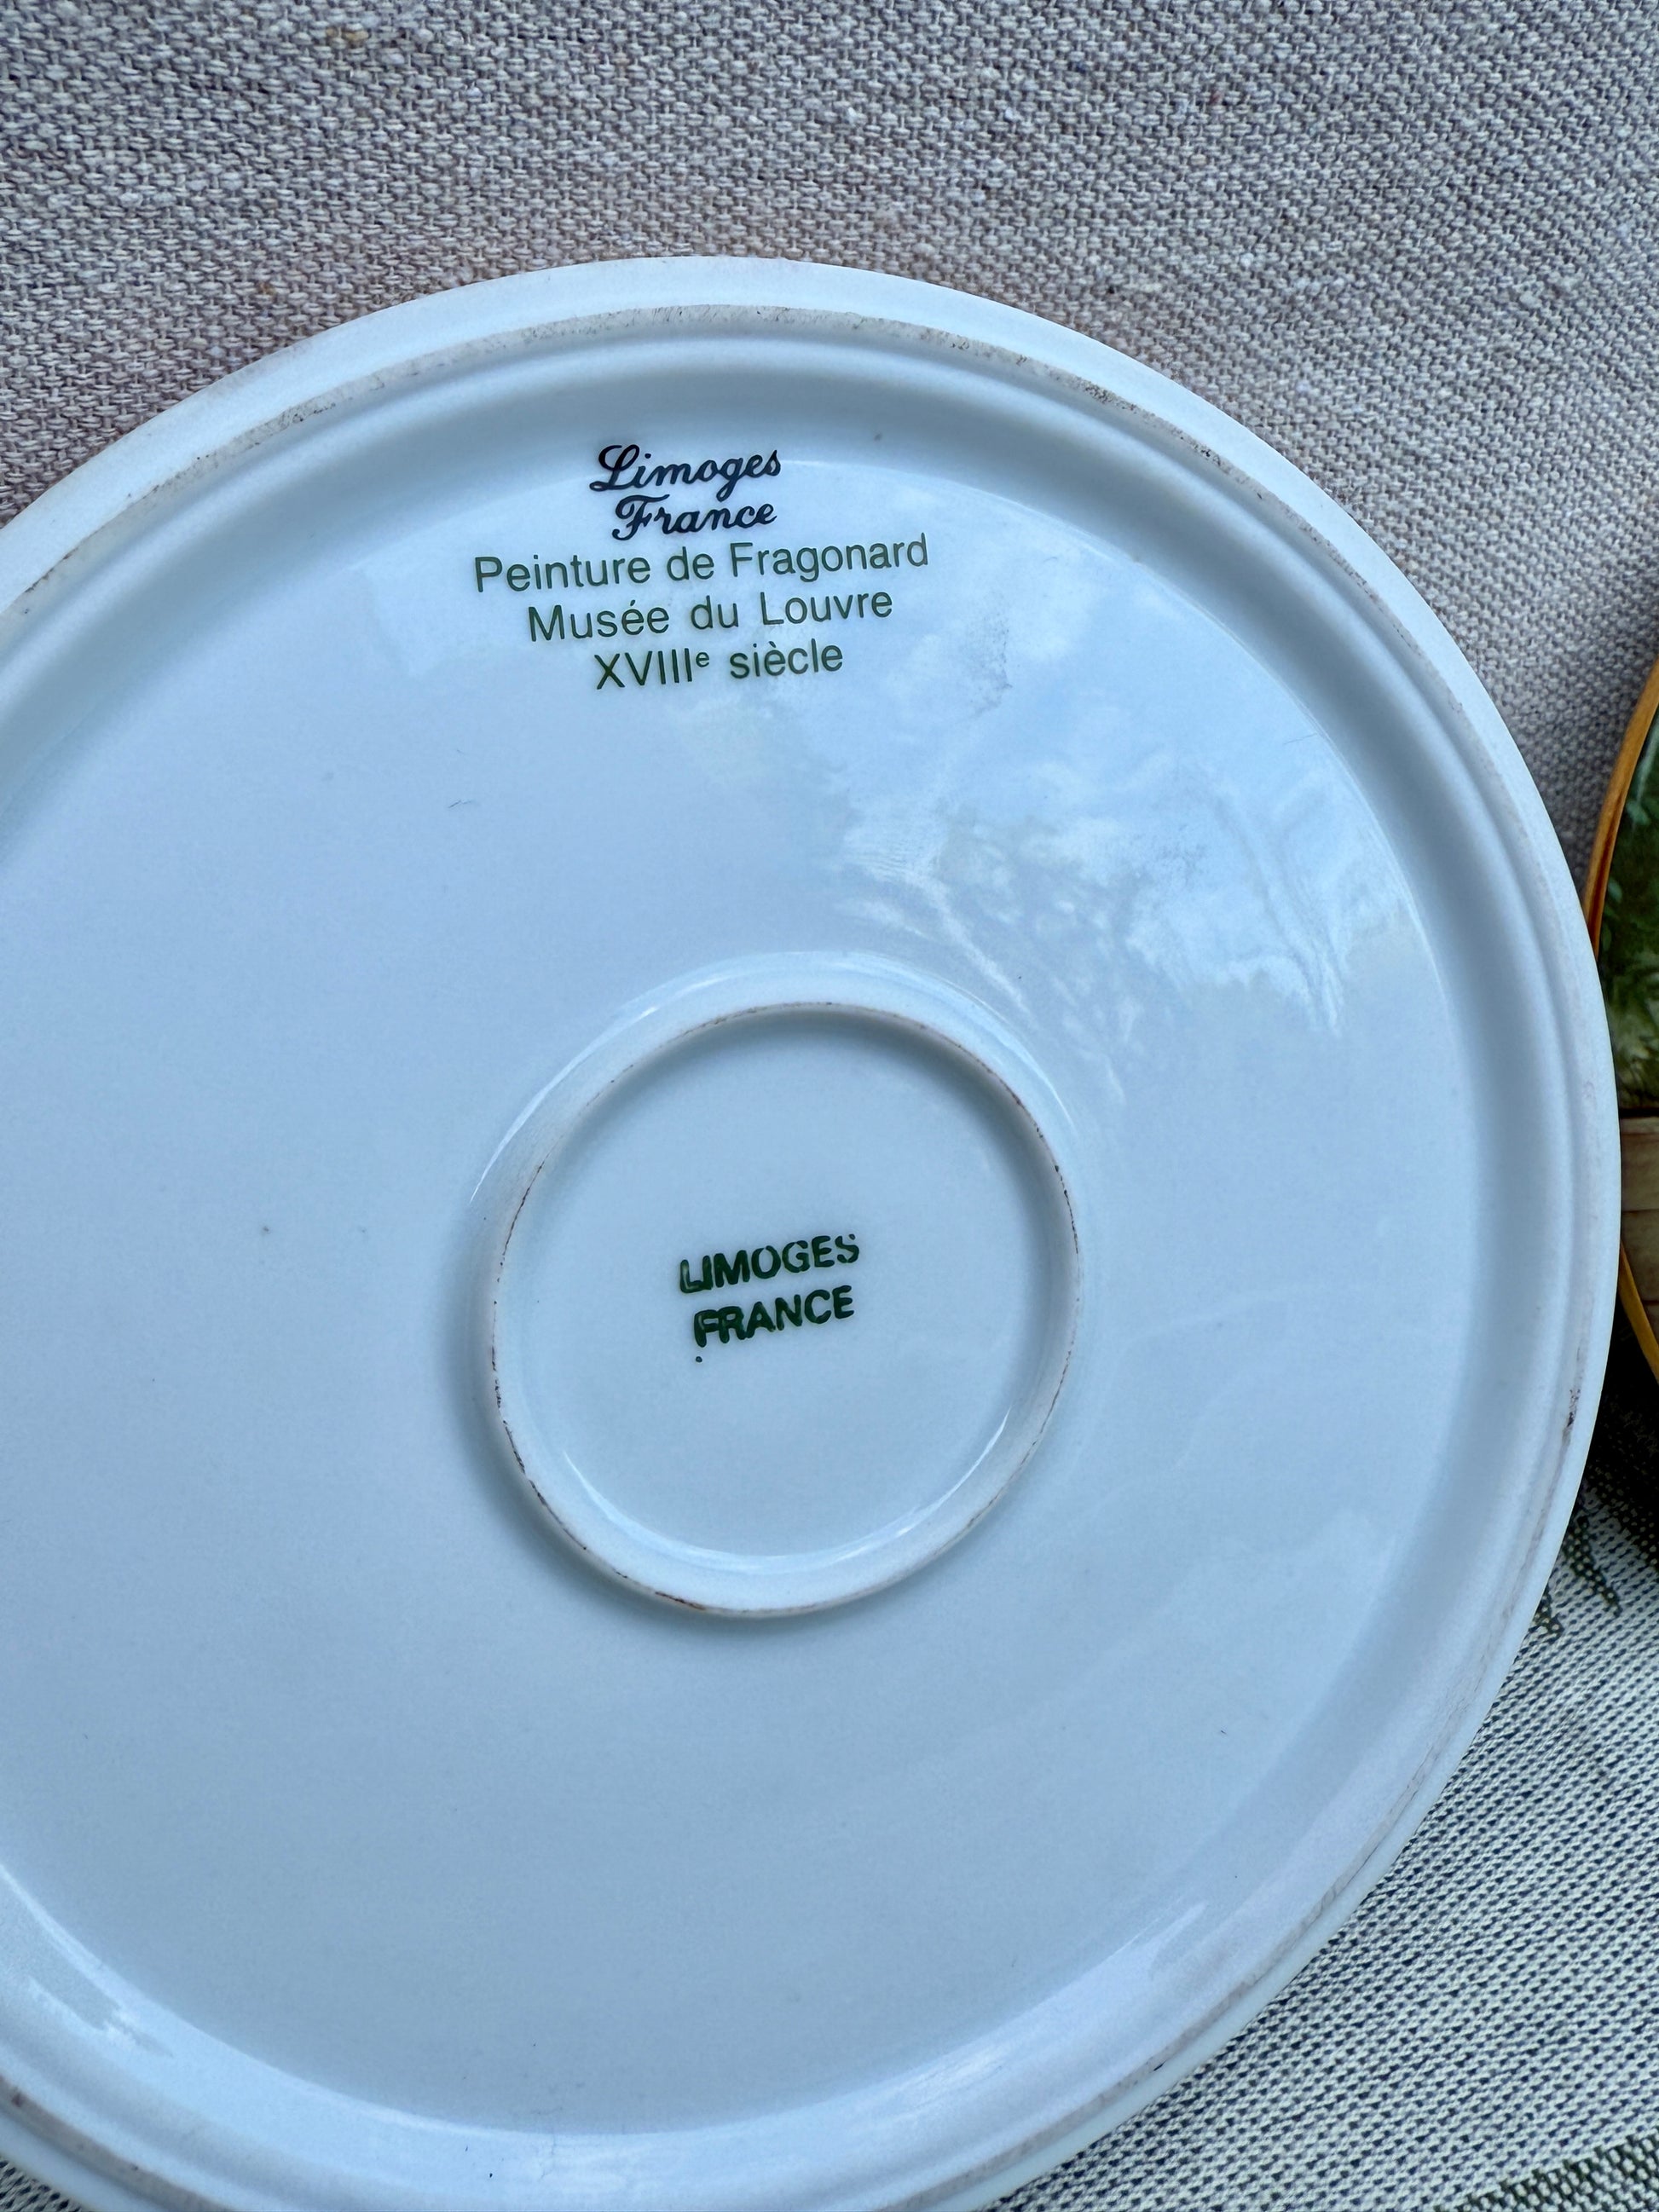 Limoges
France
Peinture de Fragonard
Musée du Louvre
XVIIIᵉ siècle
LIMOGES
FRANCE